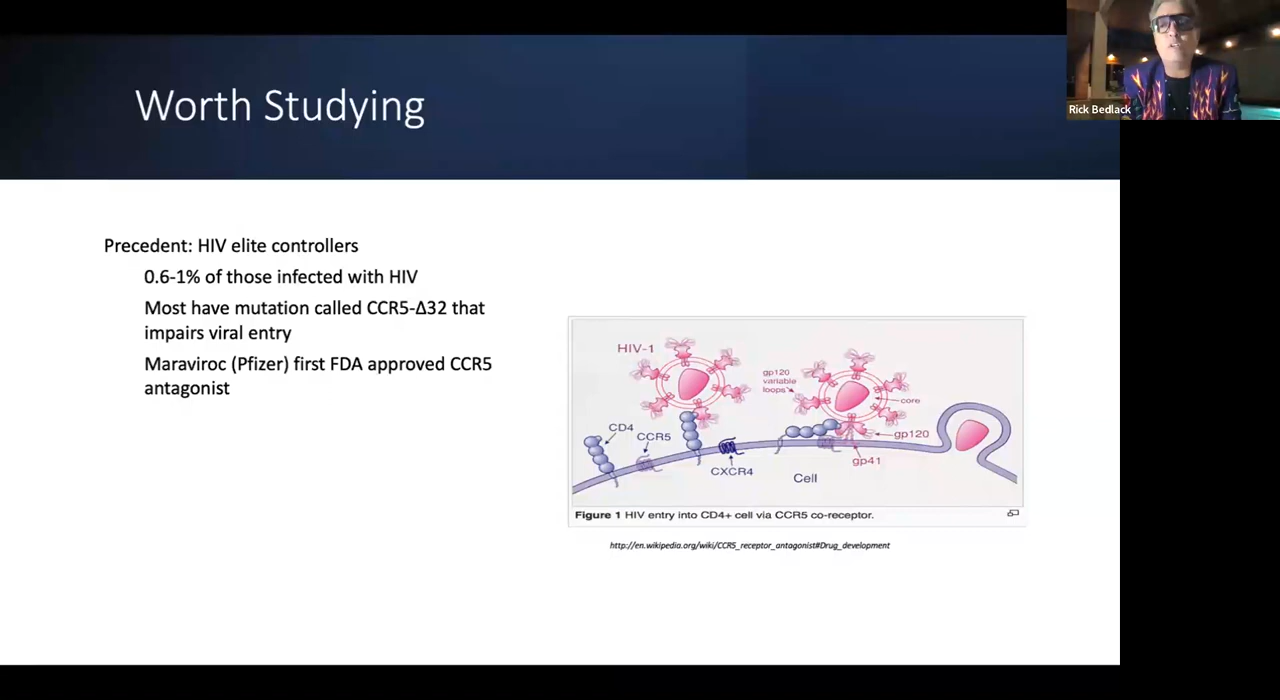 Worth Studying
Rick Bedlack
Precedent: HIV elite controllers
0.6-1% of those infected with HIV
Most have mutation called CCR5-Δ32 that
impairs viral entry
Maraviroc (Pfizer) first FDA approved CCR5
antagonist
HIV-1
gp120
variable
loops
core
CD4
CCR5
gp120
CXCR4
gp41
Cell
Figure 1 HIV entry into CD4+ cell via CCR5 co-receptor.
http://en.wikipedia.org/wiki/CCR5_receptor_antagonist#Drug_development